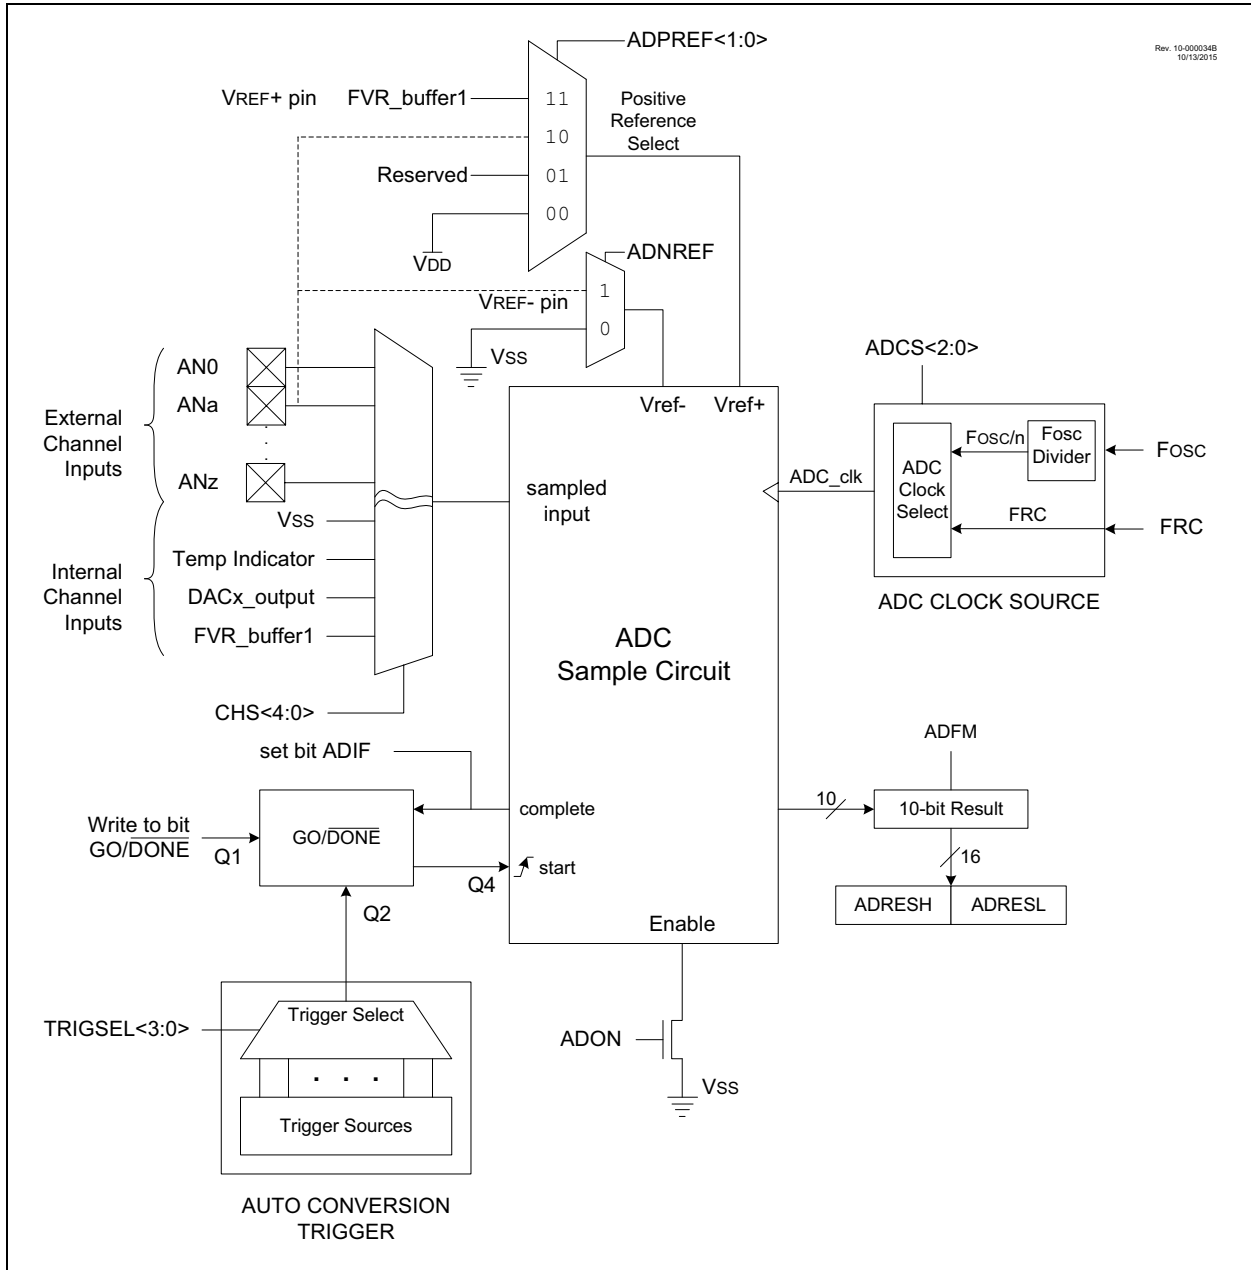 Rev. 10-000034B
10/13/2015
ADPREF<1:0>
VREF+ pin
FVR_buffer1
11
Positive
Reference
Select
10
Reserved
01
00
VDD
ADNREF
1
VREF- pin
0
VSS
ADCS<2:0>
AN0
ANa
External
Channel
Inputs
.
.
.
ANz
VSS
Temp Indicator
Internal
Channel
Inputs
DACx_output
FVR_buffer1
CHS<4:0>
Vref-
Vref+
sampled
input
ADC_clk
ADC
Clock
Select
FOSC/n
Fosc
Divider
FOSC
FRC
FRC
ADC CLOCK SOURCE
ADC
Sample Circuit
set bit ADIF
ADFM
complete
10
10-bit Result
Write to bit
GO/DONE
Q1
GO/DONE
Q4
start
16
ADRESH
ADRESL
Q2
Enable
TRIGSEL<3:0>
Trigger Select
. . .
Trigger Sources
ADON
VSS
AUTO CONVERSION
TRIGGER